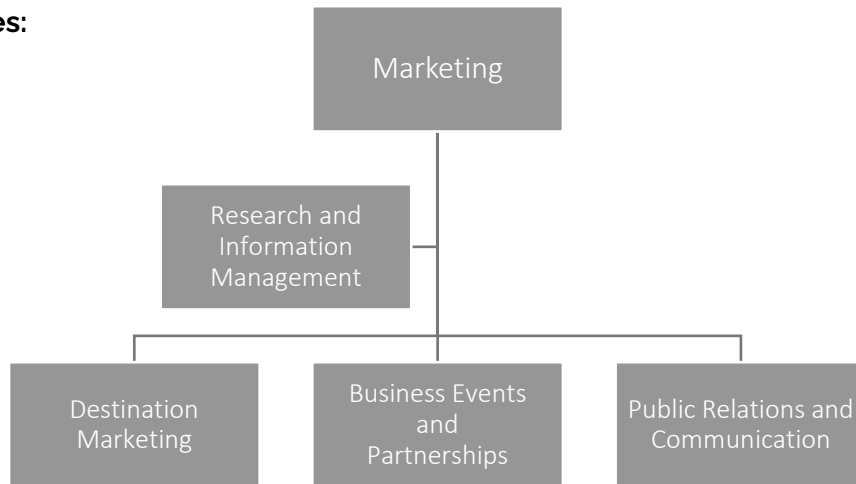 es:
Marketing
Research and
Information
Management
Destination
Marketing
Business Events
and
Partnerships
Public Relations and
Communication